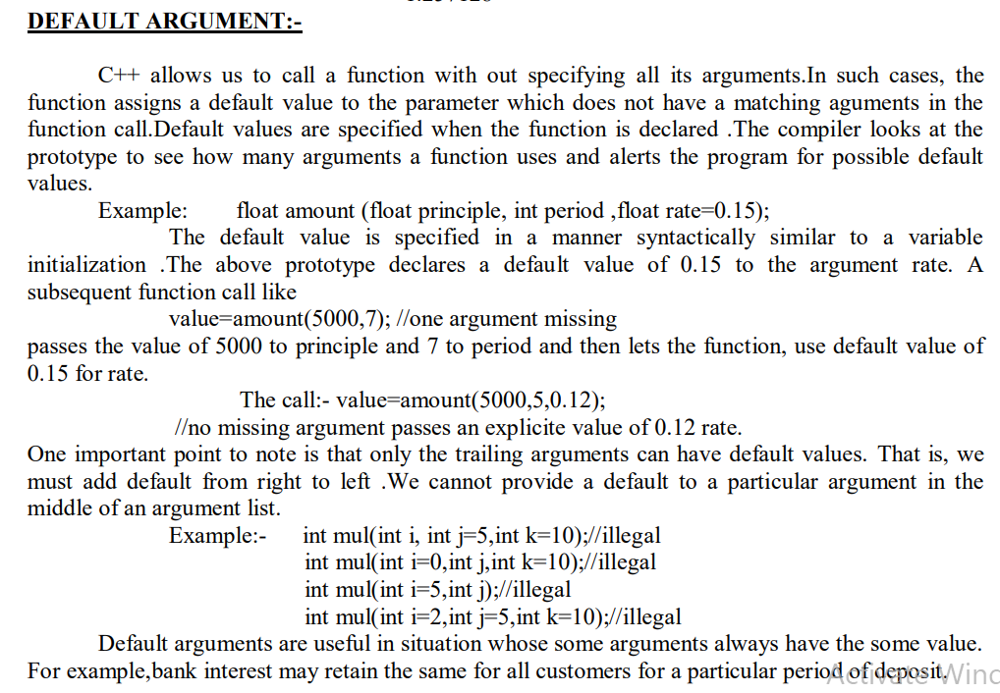 DEFAULT ARGUMENT:-
C++ allows us to call a function with out specifying all its arguments.In such cases, the
function assigns a default value to the parameter which does not have a matching aguments in the
function call.Default values are specified when the function is declared .The compiler looks at the
prototype to see how many arguments a function uses and alerts the program for possible default
values.
Example: float amount (float principle, int period ,float rate=0.15);
The default value is specified in a manner syntactically similar to a variable
initialization .The above prototype declares a default value of 0.15 to the argument rate. A
subsequent function call like
value=amount(5000,7); //one argument missing
passes the value of 5000 to principle and 7 to period and then lets the function, use default value of
0.15 for rate.
The call:- value=amount(5000,5,0.12);
//no missing argument passes an explicite value of 0.12 rate.
One important point to note is that only the trailing arguments can have default values. That is, we
must add default from right to left .We cannot provide a default to a particular argument in the
middle of an argument list.
Example:- int mul(int i, int j=5,int k=10);//illegal
int mul(int i=0,int j,int k=10);//illegal
int mul(int i=5,int j);//illegal
int mul(int i=2,int j=5,int k=10);//illegal
Default arguments are useful in situation whose some arguments always have the some value.
For example,bank interest may retain the same for all customers for a particular period of deposit.
Activate Winc